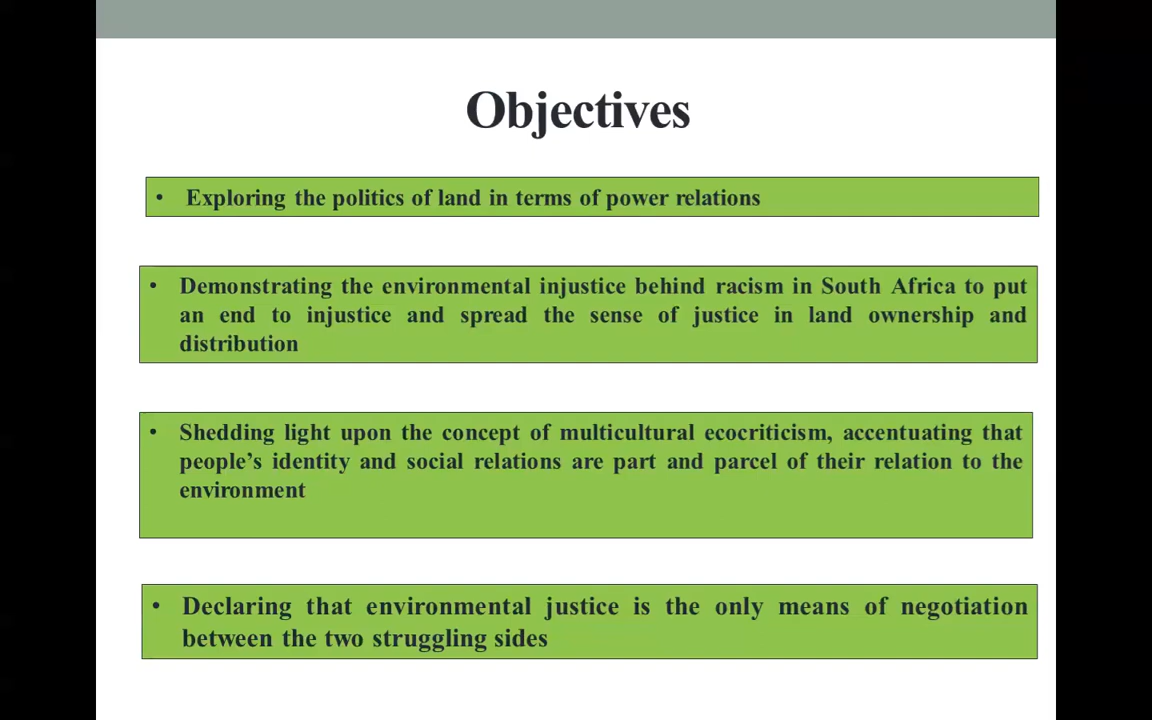 Objectives
• Exploring the politics of land in terms of power relations
• Demonstrating the environmental injustice behind racism in South Africa to put
an end to injustice and spread the sense of justice in land ownership and
distribution
• Shedding light upon the concept of multicultural ecocriticism, accentuating that
people’s identity and social relations are part and parcel of their relation to the
environment
• Declaring that environmental justice is the only means of negotiation
between the two struggling sides